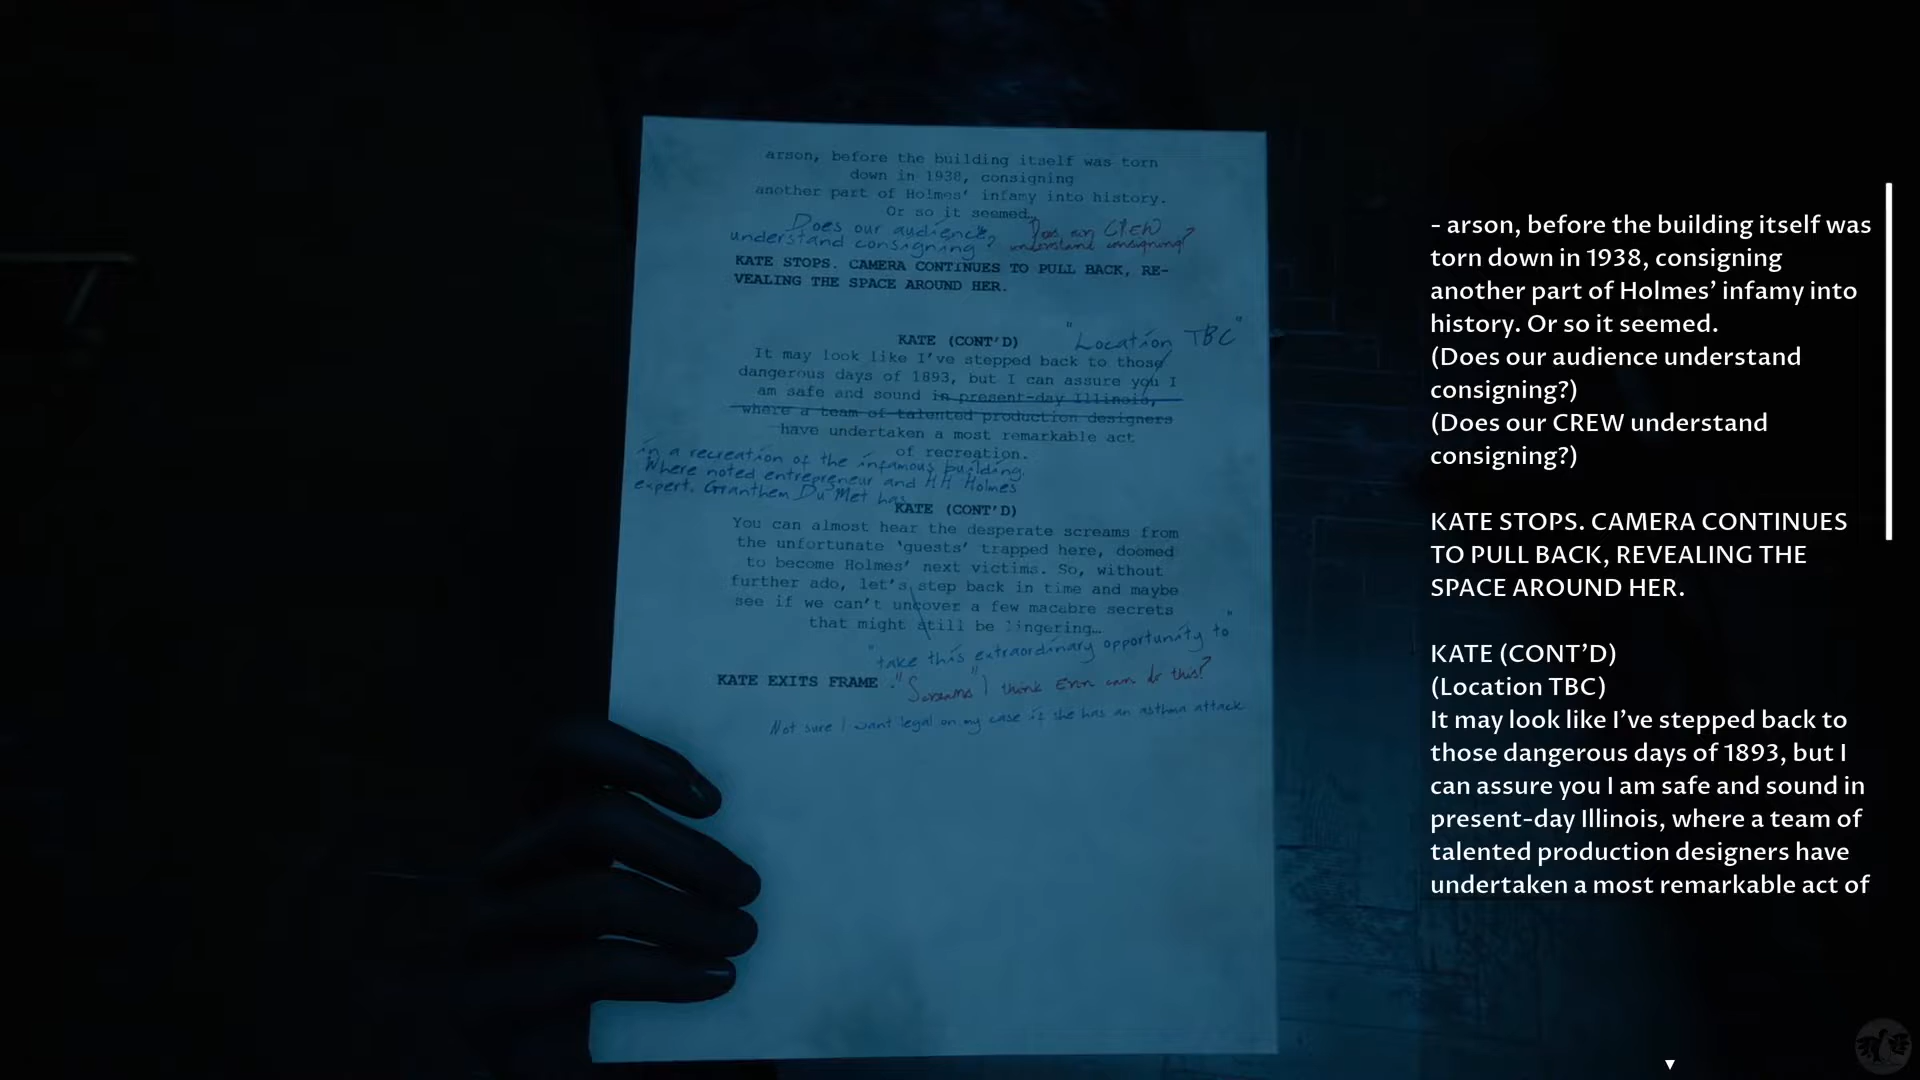 arson, before the building itself was torn
down in 1938, consigning
another part of Holmes' infamy into history.
Or so it seemed…
Does our audience
understand consigning?
Does our CREW
understand consigning?
KATE STOPS. CAMERA CONTINUES TO PULL BACK, RE-
VEALING THE SPACE AROUND HER.
"Location TBC"
KATE (CONT'D)
It may look like I've stepped back to those
dangerous days of 1893, but I can assure you I
am safe and sound in present-day Illinois,
where a team of talented production designers
have undertaken a most remarkable act
of recreation.
in a recreation of the infamous building.
Where noted entrepreneur and HH Holmes
expert, Granthem Du'Met has
KATE (CONT'D)
You can almost hear the desperate screams from
the unfortunate 'guests' trapped here, doomed
to become Holmes' next victims. So, without
further ado, let's step back in time and maybe
see if we can't uncover a few macabre secrets
that might still be lingering…
"take this extraordinary opportunity to"
KATE EXITS FRAME.
"Screams" I think Erin can do this?
Not sure I want legal on my case if she has an asthma attack
- arson, before the building itself was
torn down in 1938, consigning
another part of Holmes’ infamy into
history. Or so it seemed.
(Does our audience understand
consigning?)
(Does our CREW understand
consigning?)
KATE STOPS. CAMERA CONTINUES
TO PULL BACK, REVEALING THE
SPACE AROUND HER.
KATE (CONT’D)
(Location TBC)
It may look like I’ve stepped back to
those dangerous days of 1893, but I
can assure you I am safe and sound in
present-day Illinois, where a team of
talented production designers have
undertaken a most remarkable act of